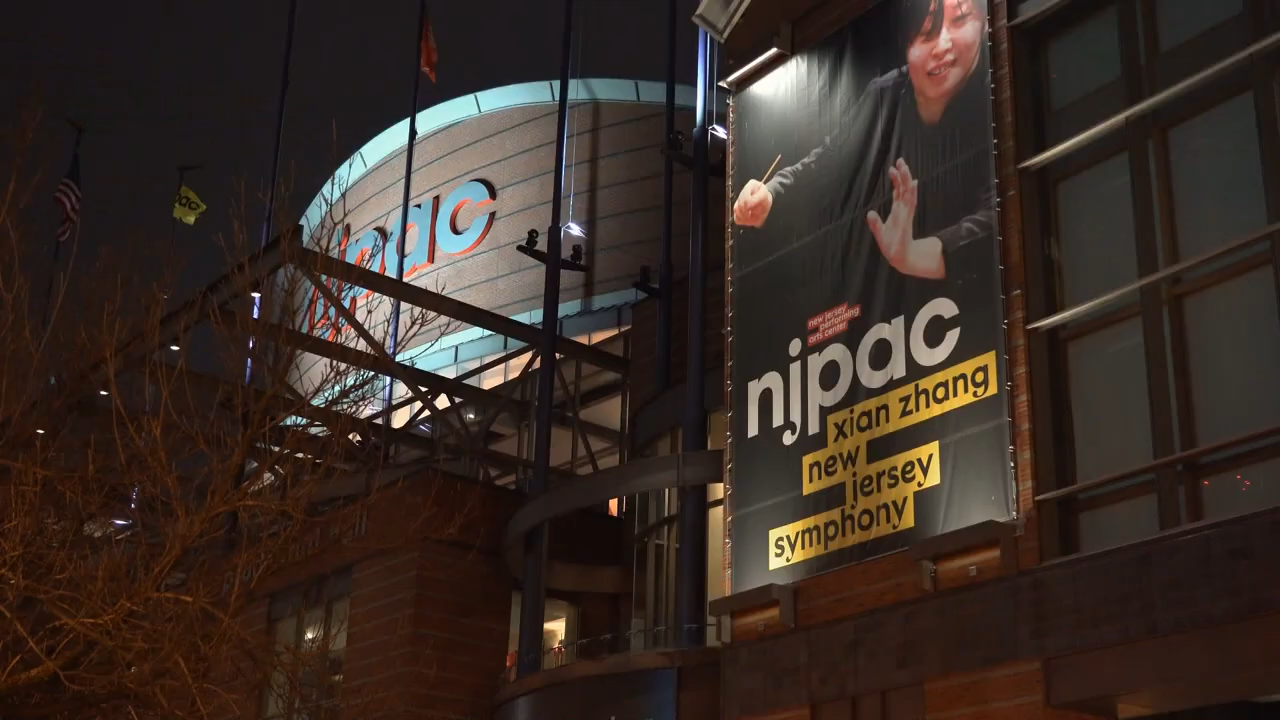 njpac
new jersey
performing
arts center
njpac
xian zhang
new
jersey
symphony